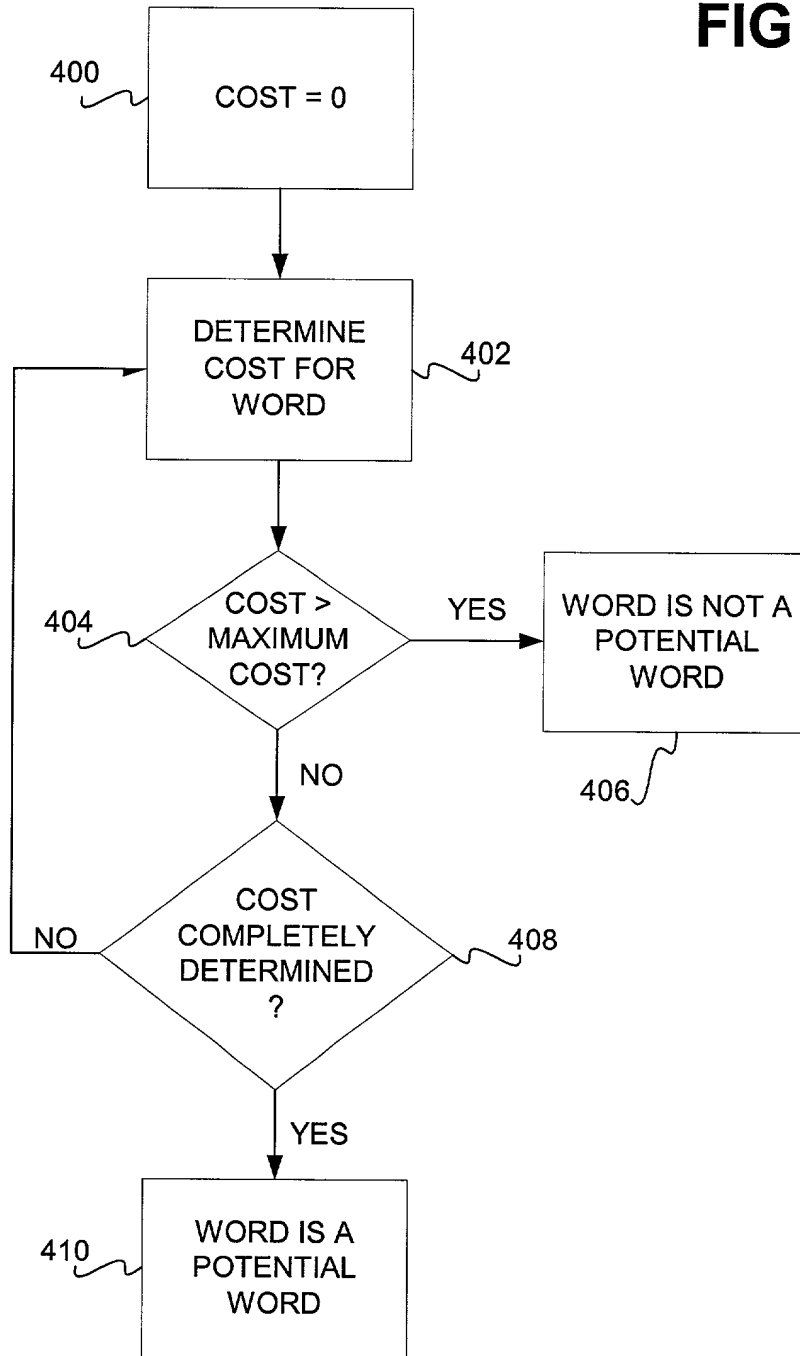 FIG
400
COST = 0
DETERMINE
COST FOR
WORD
402
404
COST >
MAXIMUM
COST?
YES
WORD IS NOT A
POTENTIAL
WORD
406
NO
COST
COMPLETELY
DETERMINED
?
408
NO
YES
410
WORD IS A
POTENTIAL
WORD